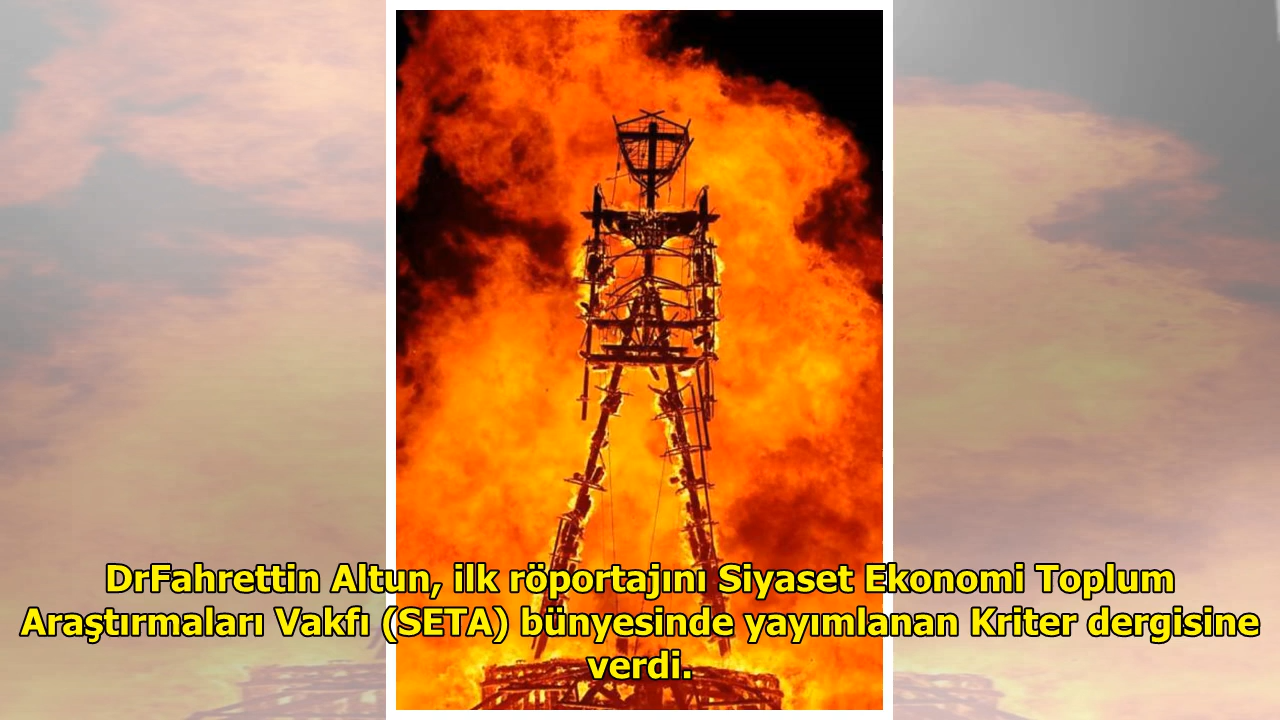 DrFahrettin Altun, ilk röportajını Siyaset Ekonomi Toplum
Araştırmaları Vakfı (SETA) bünyesinde yayımlanan Kriter dergisine
verdi.